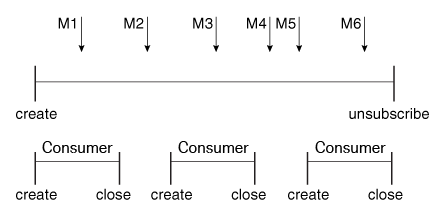 M1 M2 M3 M4 M5 M6
create unsubscribe
Consumer Consumer Consumer
create close create close create close